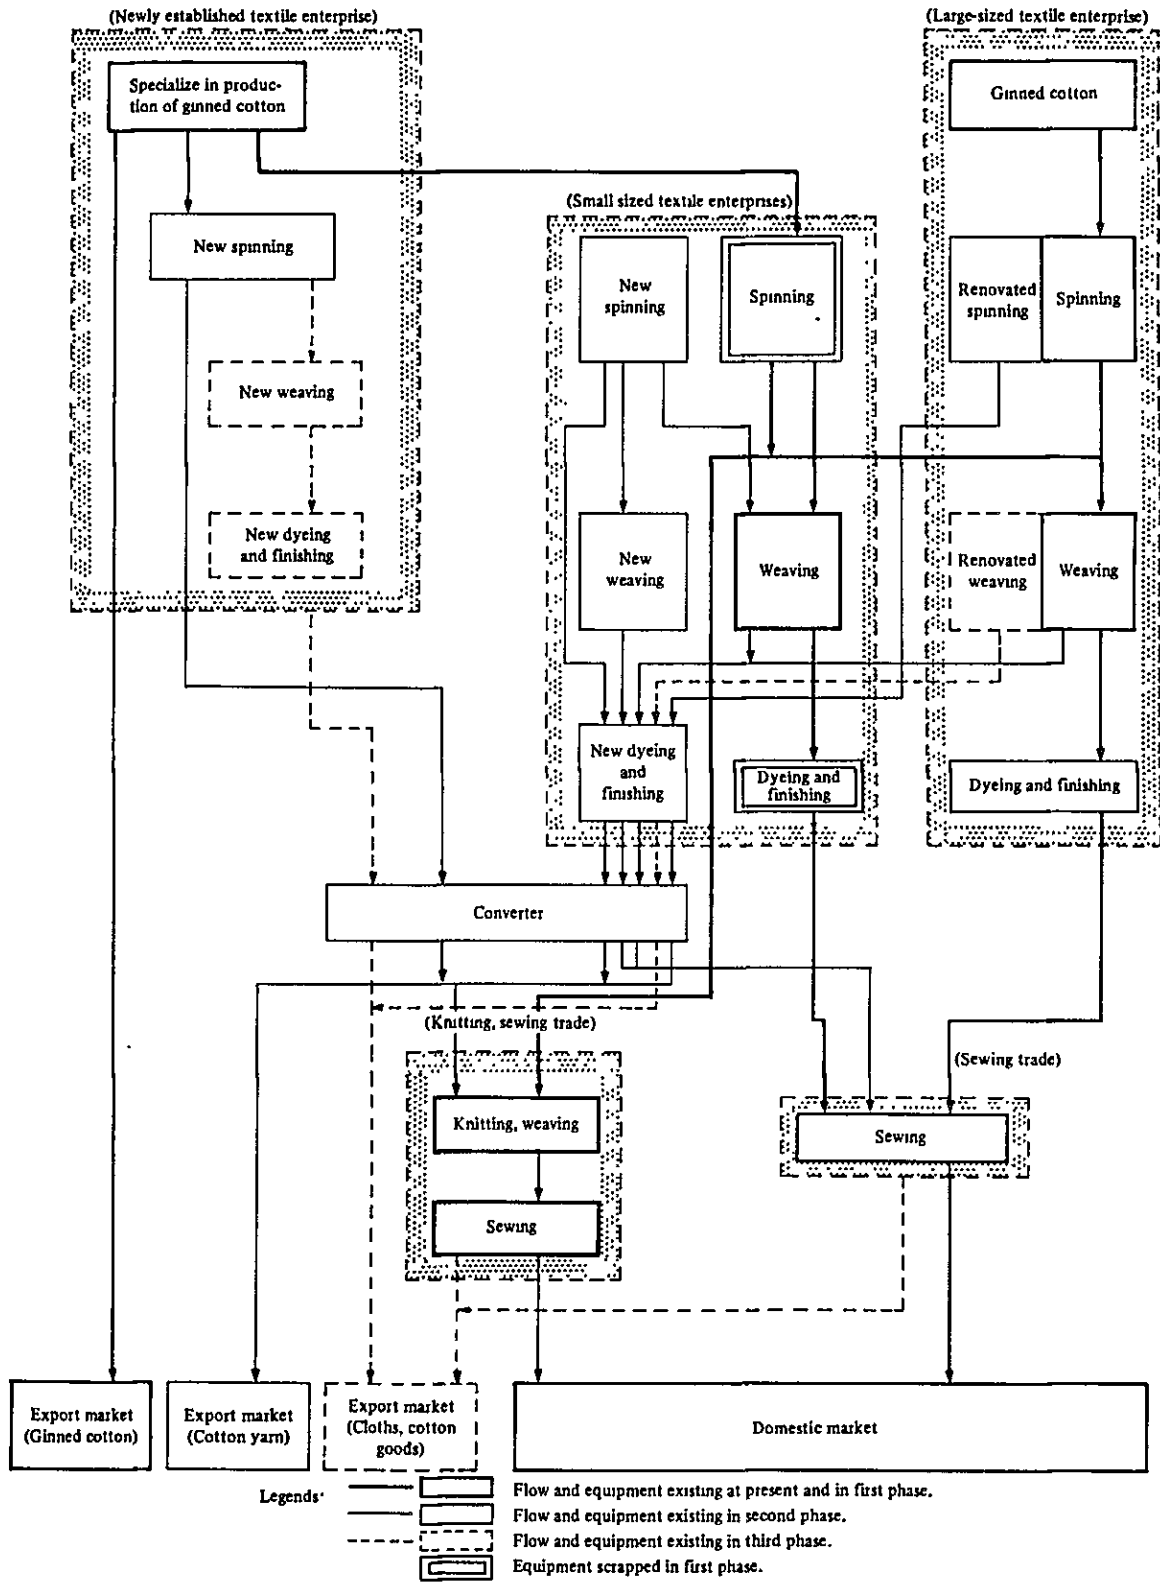 (Newly established textile enterprise)
(Large-sized textile enterprise)
Specialize in produc-
tion of ginned cotton
Ginned cotton
(Small sized textile enterprises)
New spinning
New
spinning
Spinning
Renovated
spinning
Spinning
New weaving
New dyeing
and finishing
New
weaving
Weaving
Renovated
weaving
Weaving
New dyeing
and
finishing
Dyeing and
finishing
Dyeing and finishing
Converter
(Knitting, sewing trade)
(Sewing trade)
Knitting, weaving
Sewing
Sewing
Export market
(Ginned cotton)
Export market
(Cotton yarn)
Export market
(Cloths, cotton
goods)
Domestic market
Legends:
Flow and equipment existing at present and in first phase.
Flow and equipment existing in second phase.
Flow and equipment existing in third phase.
Equipment scrapped in first phase.